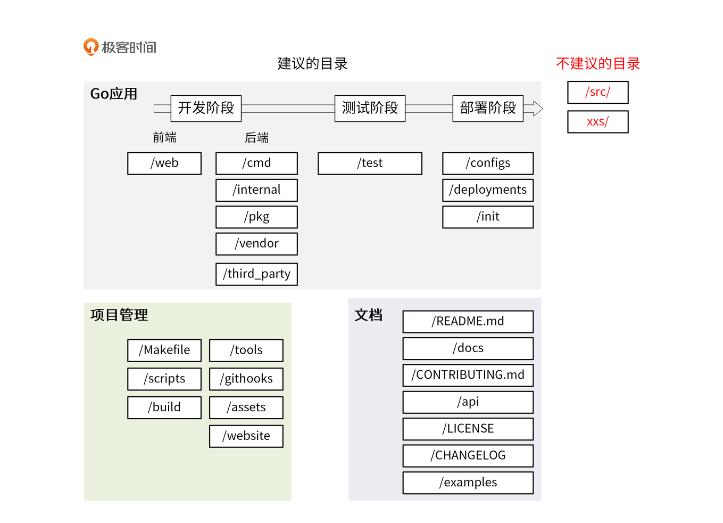 极客时间
建议的目录
不建议的目录
Go应用
开发阶段
测试阶段
部署阶段
/src/
xxs/
前端
后端
/web
/cmd
/test
/configs
/internal
/deployments
/pkg
/init
/vendor
/third_party
项目管理
/Makefile
/tools
/scripts
/githooks
/build
/assets
/website
文档
/README.md
/docs
/CONTRIBUTING.md
/api
/LICENSE
/CHANGELOG
/examples